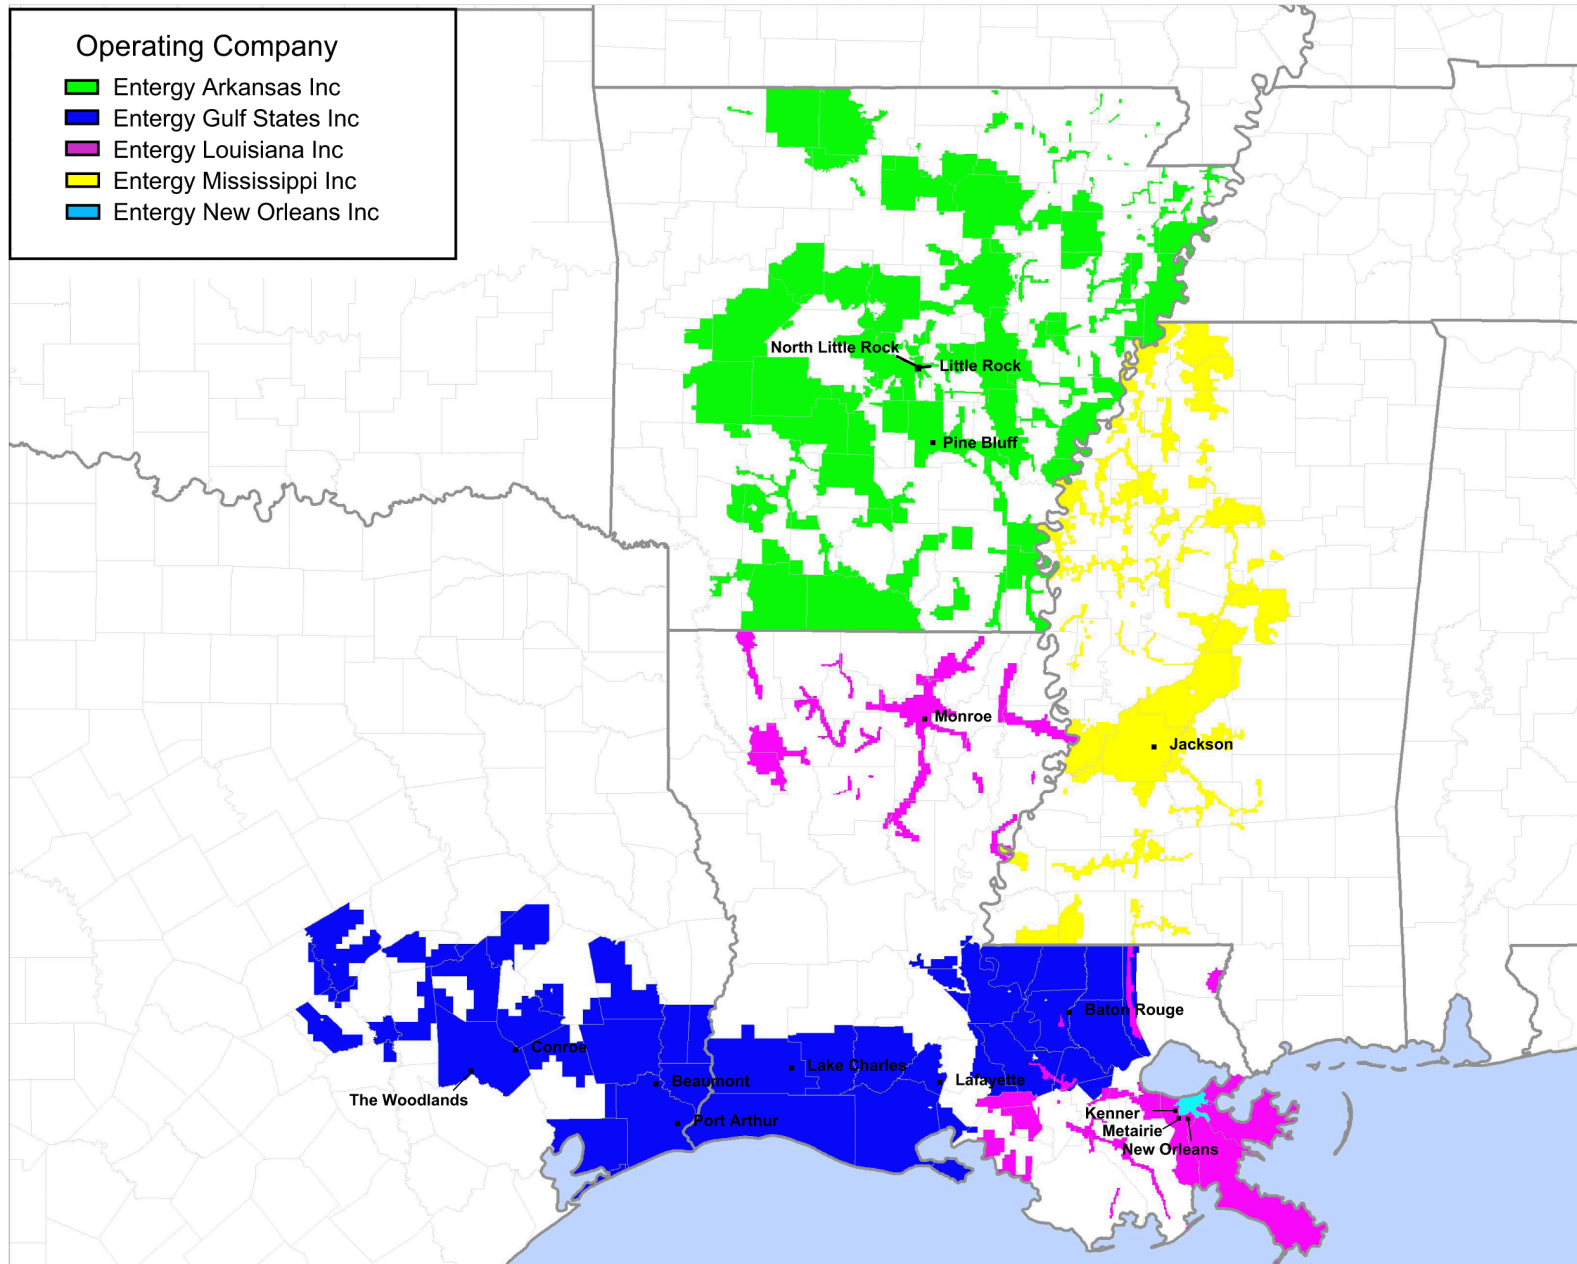 Operating Company
Entergy Arkansas Inc
Entergy Gulf States Inc
Entergy Louisiana Inc
Entergy Mississippi Inc
Entergy New Orleans Inc
North Little Rock
Little Rock
Pine Bluff
Monroe
Jackson
Baton Rouge
Conroe
Lake Charles
Beaumont
Lafayette
The Woodlands
Port Arthur
Kenner
Metairie
New Orleans